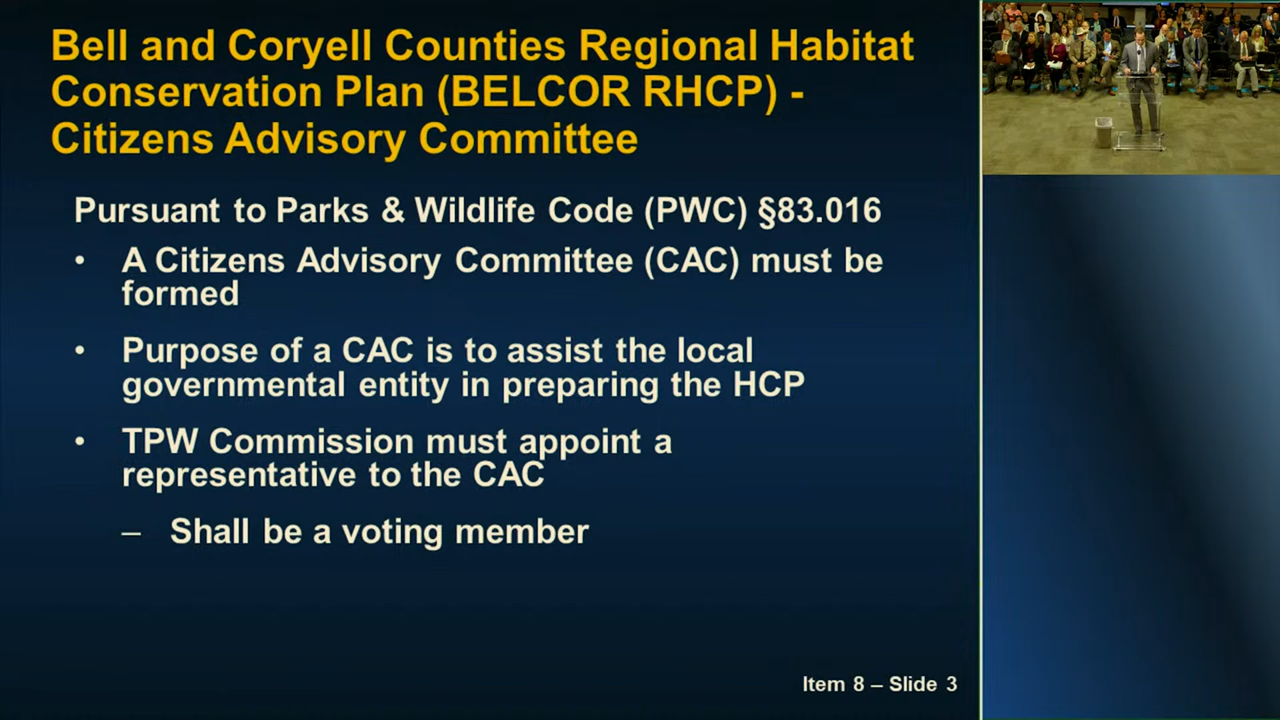 Bell and Coryell Counties Regional Habitat
Conservation Plan (BELCOR RHCP) -
Citizens Advisory Committee
Pursuant to Parks & Wildlife Code (PWC) §83.016
• A Citizens Advisory Committee (CAC) must be
formed
• Purpose of a CAC is to assist the local
governmental entity in preparing the HCP
• TPW Commission must appoint a
representative to the CAC
– Shall be a voting member
Item 8 – Slide 3